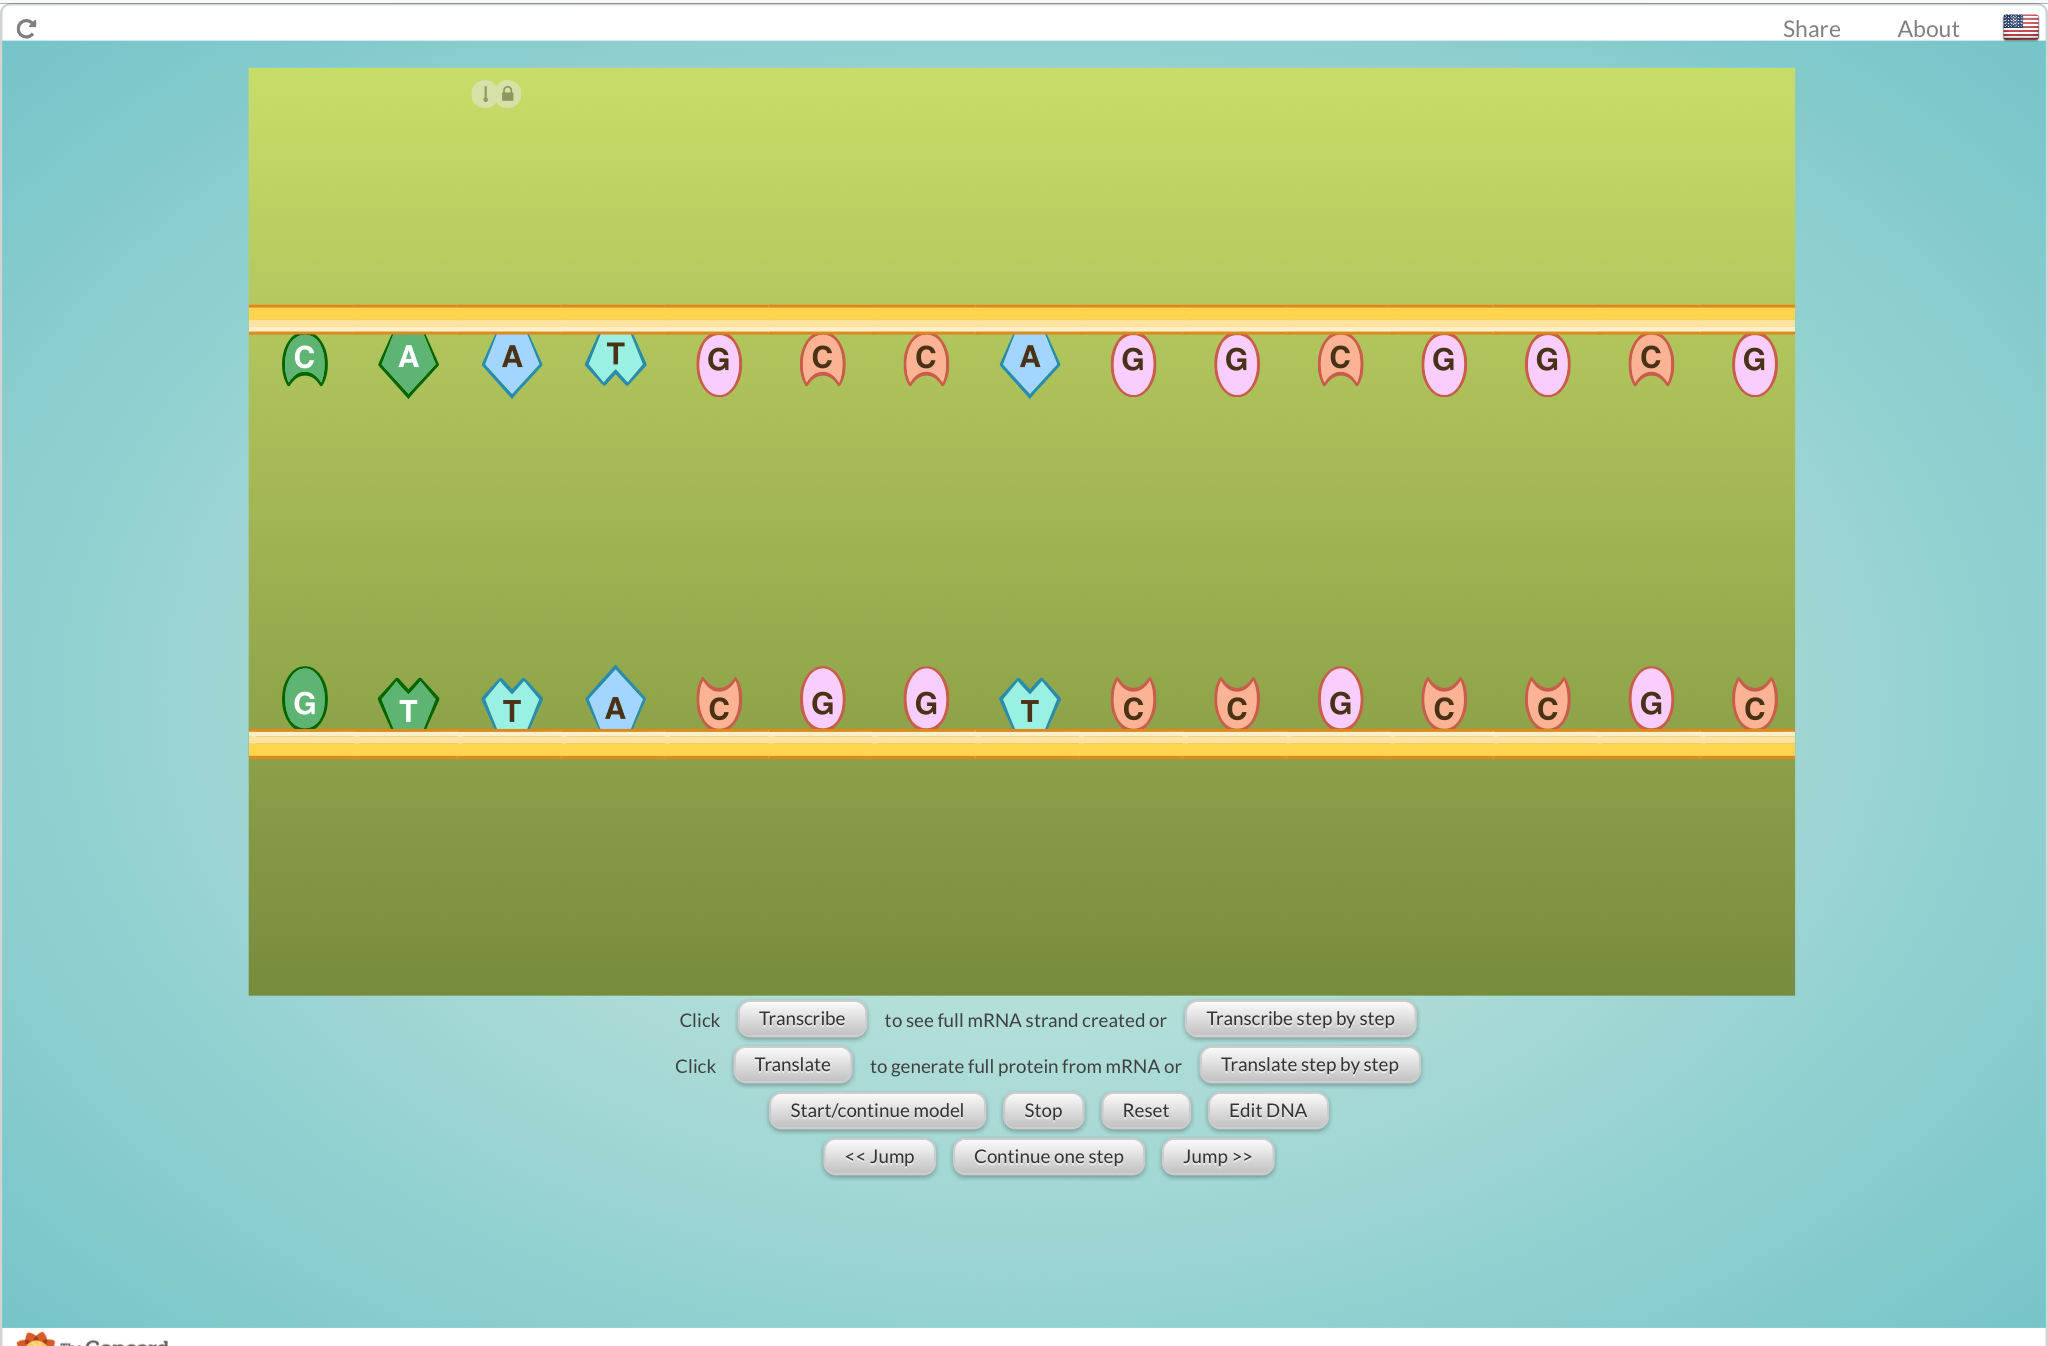 Share About
C A A T G C C A G G C G G C G
G T T A C G G T C C G C C G C
Click Transcribe to see full mRNA strand created or Transcribe step by step
Click Translate to generate full protein from mRNA or Translate step by step
Start/continue model Stop Reset Edit DNA
<< Jump Continue one step Jump >>
Concord